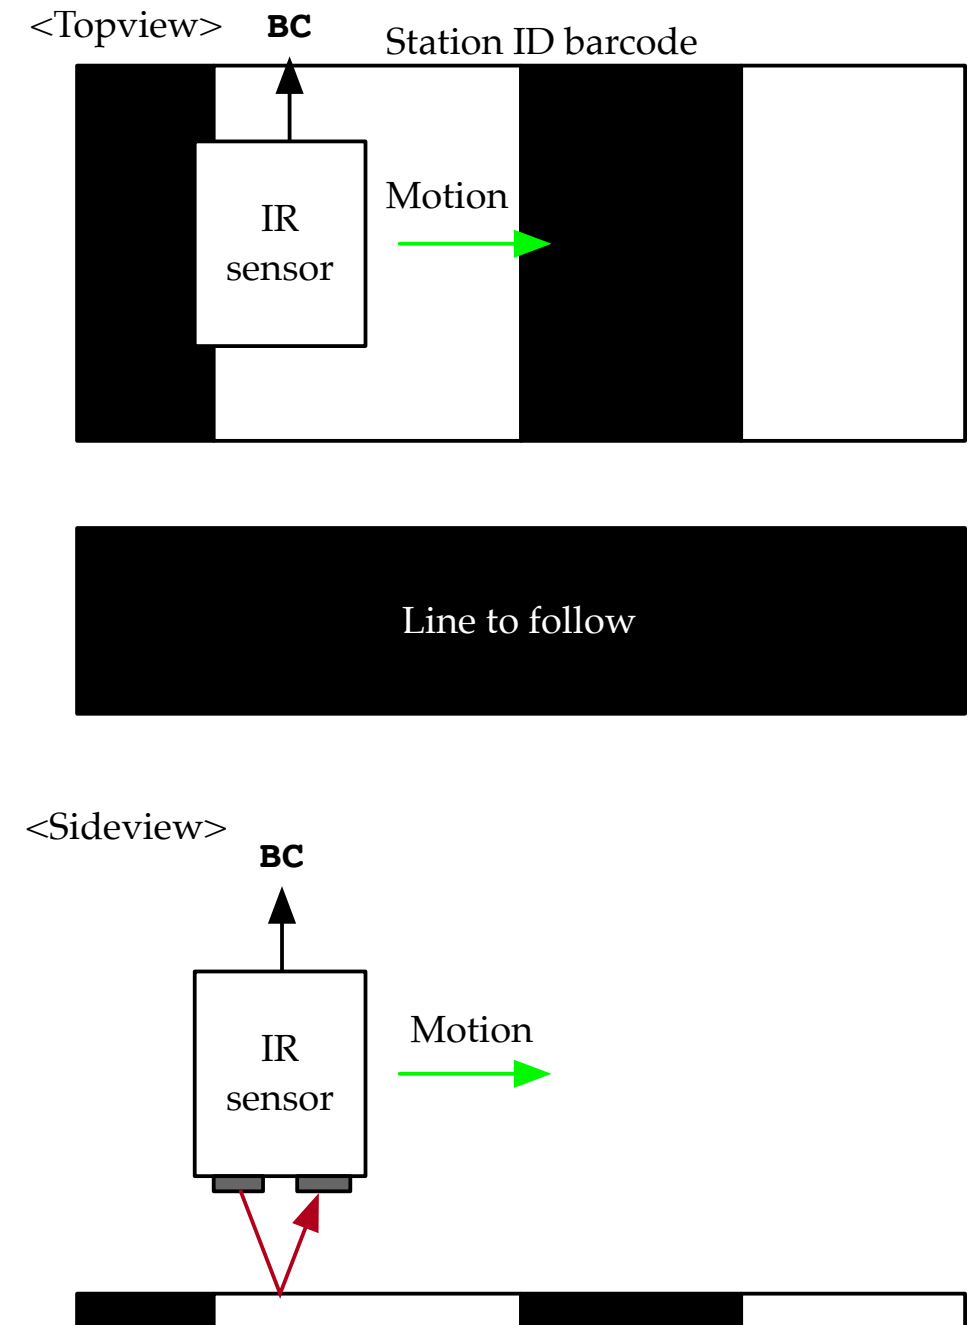 <Topview>
BC
Station ID barcode
IR
sensor
Motion
Line to follow
<Sideview>
BC
IR
sensor
Motion